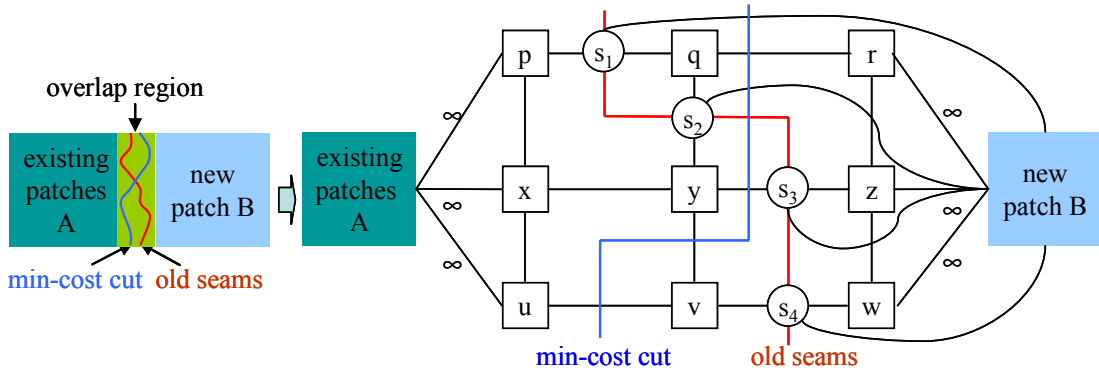 overlap region
existing
patches
A
new
patch B
min-cost cut
old seams
existing
patches
A
∞
∞
∞
p
s1
q
r
s2
x
y
s3
z
u
v
s4
w
∞
∞
∞
new
patch B
min-cost cut
old seams